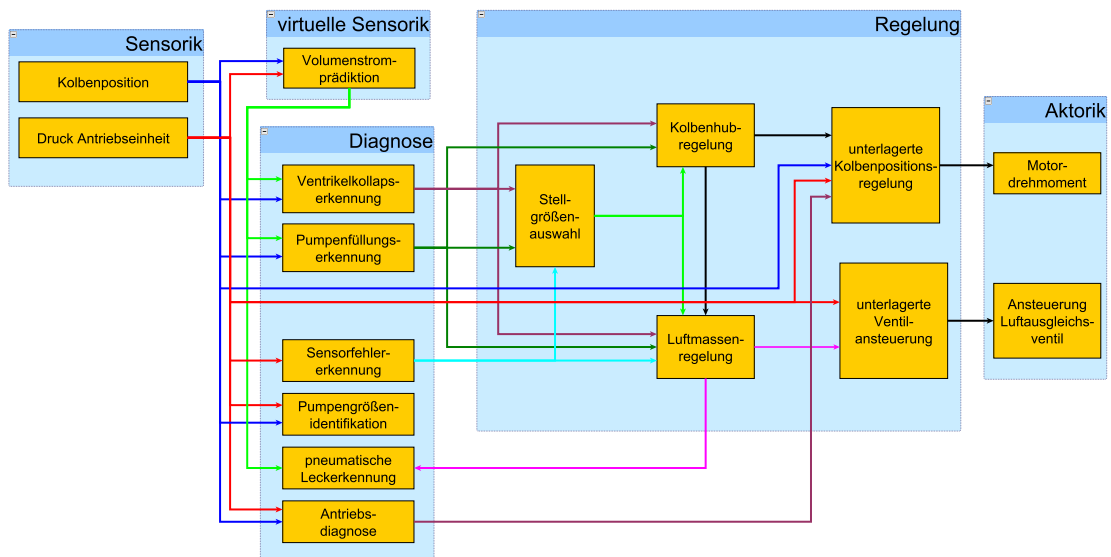 Sensorik
Kolbenposition
Druck Antriebseinheit
virtuelle Sensorik
Volumenstrom-
prädiktion
Diagnose
Ventrikelkollaps-
erkennung
Pumpenfüllungs-
erkennung
Sensorfehler-
erkennung
Pumpengrößen-
identifikation
pneumatische
Leckerkennung
Antriebs-
diagnose
Regelung
Stell-
größen-
auswahl
Kolbenhub-
regelung
Luftmassen-
regelung
unterlagerte
Kolbenpositions-
regelung
unterlagerte
Ventil-
ansteuerung
Aktorik
Motor-
drehmoment
Ansteuerung
Luftausgleichs-
ventil